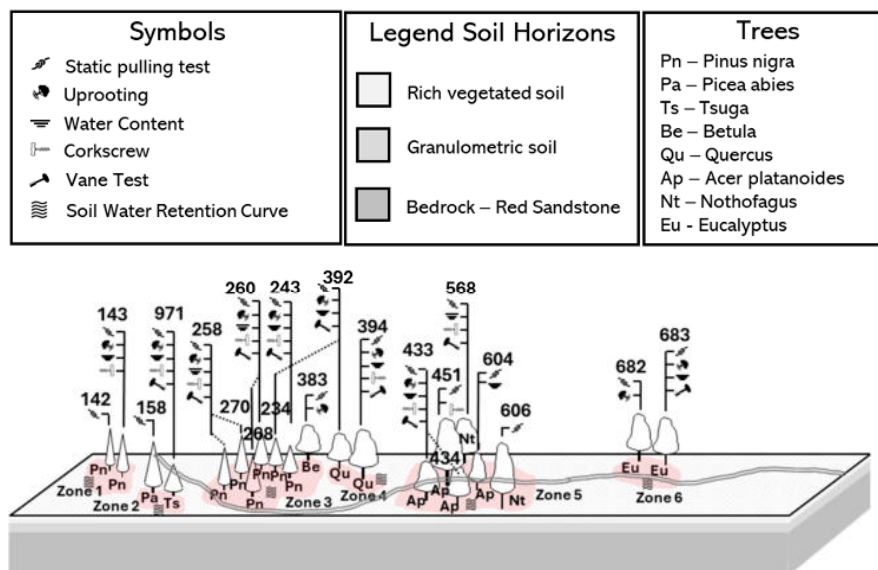 Symbols
Static pulling test
Uprooting
Water Content
Corkscrew
Vane Test
Soil Water Retention Curve
Legend Soil Horizons
Rich vegetated soil
Granulometric soil
Bedrock – Red Sandstone
Trees
Pn – Pinus nigra
Pa – Picea abies
Ts – Tsuga
Be – Betula
Qu – Quercus
Ap – Acer platanoides
Nt – Nothofagus
Eu - Eucalyptus
260 243 392 568
143 971 258 394 433 604 683
142 158 270 234 383 451 606 682
268 434
Nt
Pn Pn Pa Ts Pn Pn Pn Pn Pn Pn Be Qu Qu Ap Ap Ap Ap Nt Eu Eu
Zone 1 Zone 2 Zone 3 Zone 4 Zone 5 Zone 6